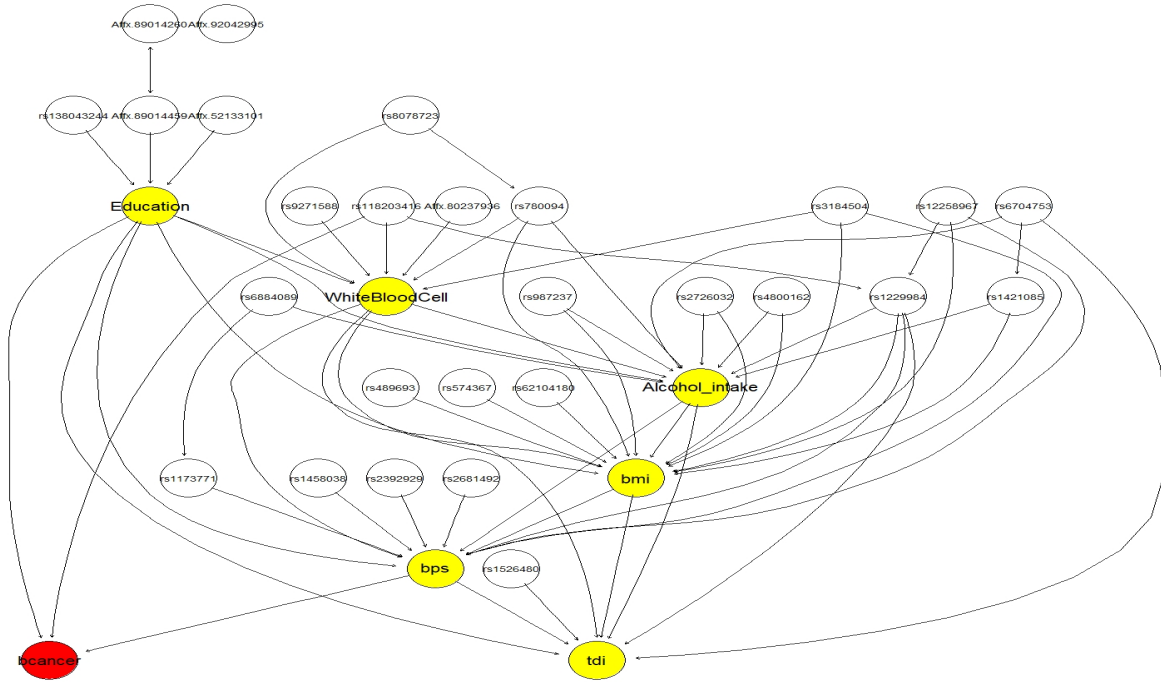 Affx.89014260 Affx.92042995
rs138043244 Affx.89014459 Affx.52133101 rs8078723
Education rs9271588 rs118203416 Affx.80237936 rs780094 rs3184504 rs12258967 rs6704753
rs6884089 WhiteBloodCell rs987237 rs2726032 rs4800162 rs1229984 rs1421085
rs489693 rs574367 rs62104180 Alcohol_intake
rs1173771 rs1458038 rs2392929 rs2681492 bmi
bps rs1526480
bcancer tdi